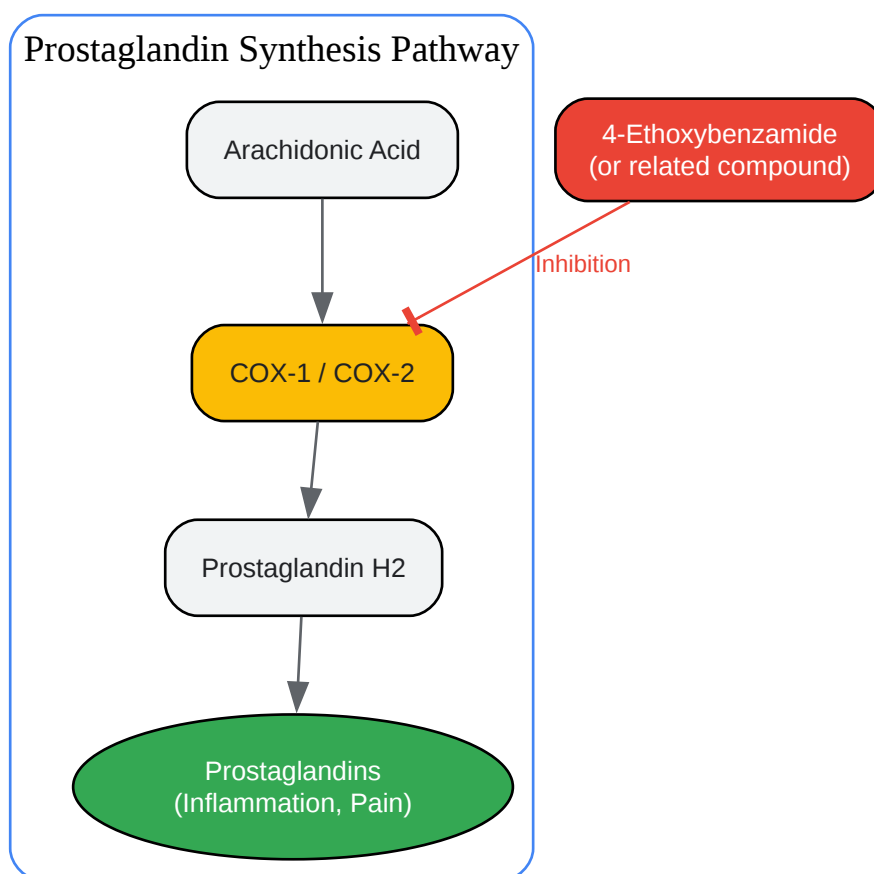 Prostaglandin Synthesis Pathway
Arachidonic Acid
4-Ethoxybenzamide
(or related compound)
Inhibition
COX-1 / COX-2
Prostaglandin H2
Prostaglandins
(Inflammation, Pain)